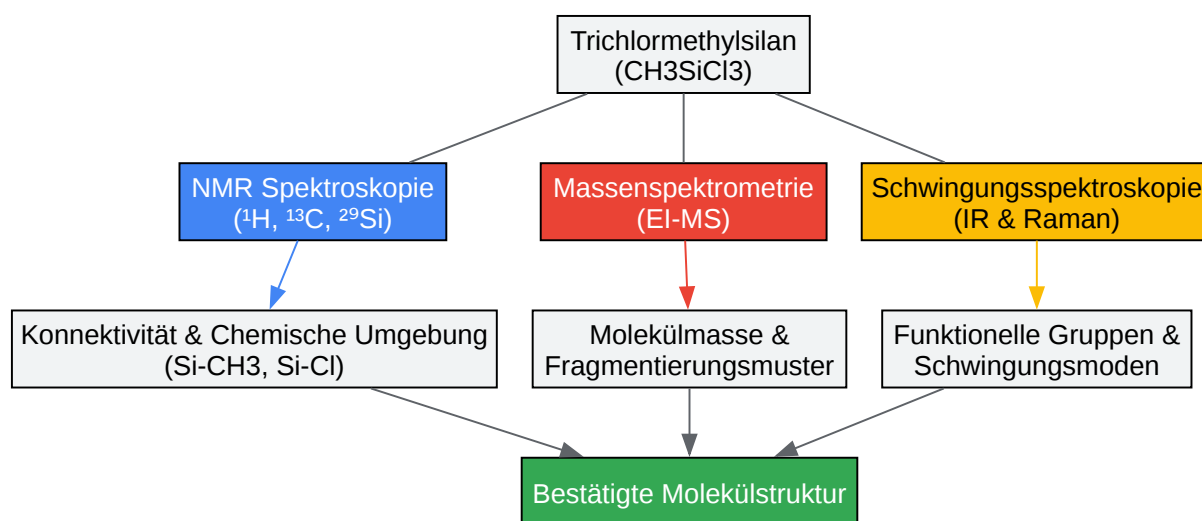 Trichlormethylsilan
(CH3SiCl3)
NMR Spektroskopie
(¹H, ¹³C, ²⁹Si)
Massenspektrometrie
(EI-MS)
Schwingungsspektroskopie
(IR & Raman)
Konnektivität & Chemische Umgebung
(Si-CH3, Si-Cl)
Molekülmasse &
Fragmentierungsmuster
Funktionelle Gruppen &
Schwingungsmoden
Bestätigte Molekülstruktur